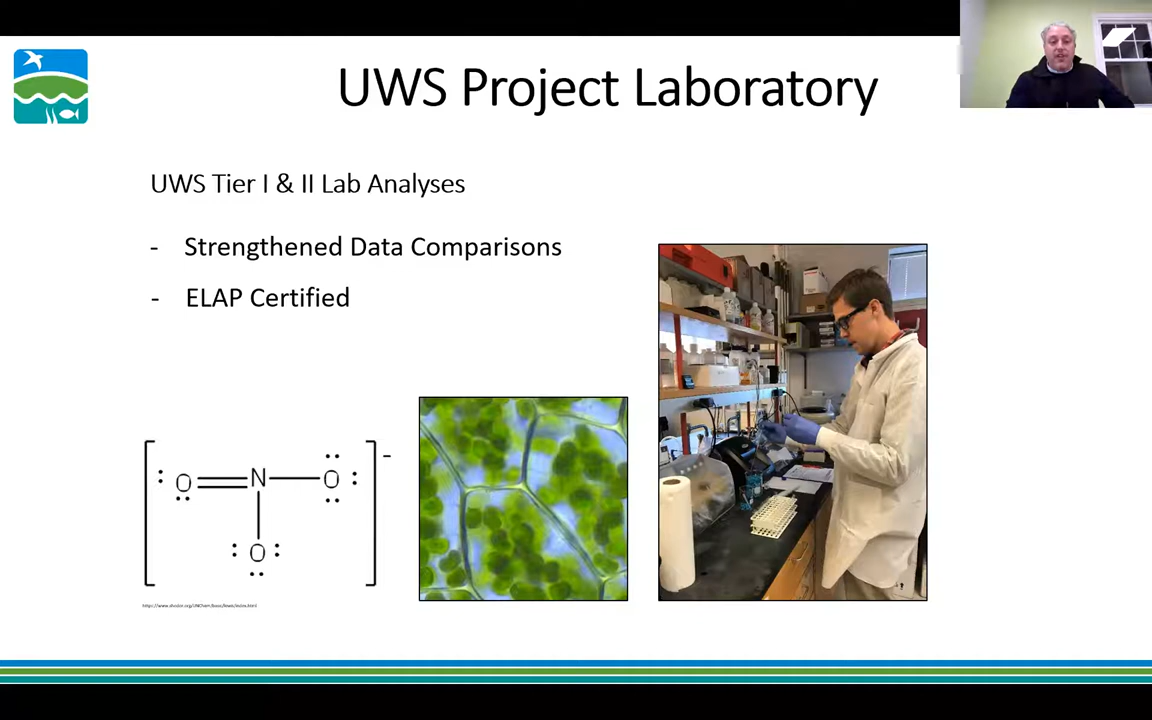 UWS Project Laboratory
UWS Tier I & II Lab Analyses
- Strengthened Data Comparisons
- ELAP Certified
O N O
O
-